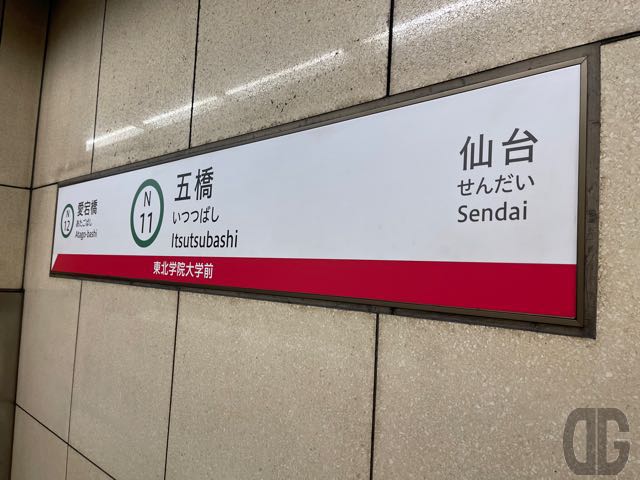 N
12
愛宕橋
あたごばし
Atago-bashi
N
11
五橋
いつつばし
Itsutsubashi
仙台
せんだい
Sendai
東北学院大学前
DG